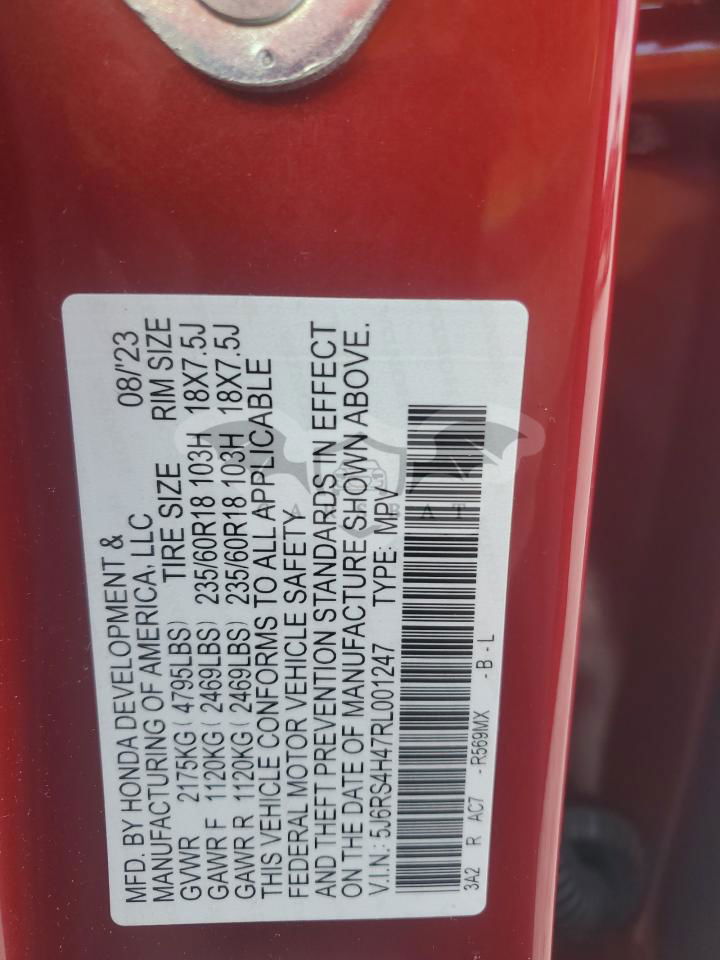 MFD. BY HONDA DEVELOPMENT & 08/'23
MANUFACTURING OF AMERICA, LLC
TIRE SIZE RIM SIZE
GVWR 2175KG ( 4795LBS)
GAWR F 1120KG ( 2469LBS) 235/60R18 103H 18X7.5J
GAWR R 1120KG ( 2469LBS) 235/60R18 103H 18X7.5J
THIS VEHICLE CONFORMS TO ALL APPLICABLE
FEDERAL MOTOR VEHICLE SAFETY
AND THEFT PREVENTION STANDARDS IN EFFECT
ON THE DATE OF MANUFACTURE SHOWN ABOVE.
V.I.N.: 5J6RS4H47RL001247 TYPE: MPV
3A2 R AC7 -R569MX -B-L